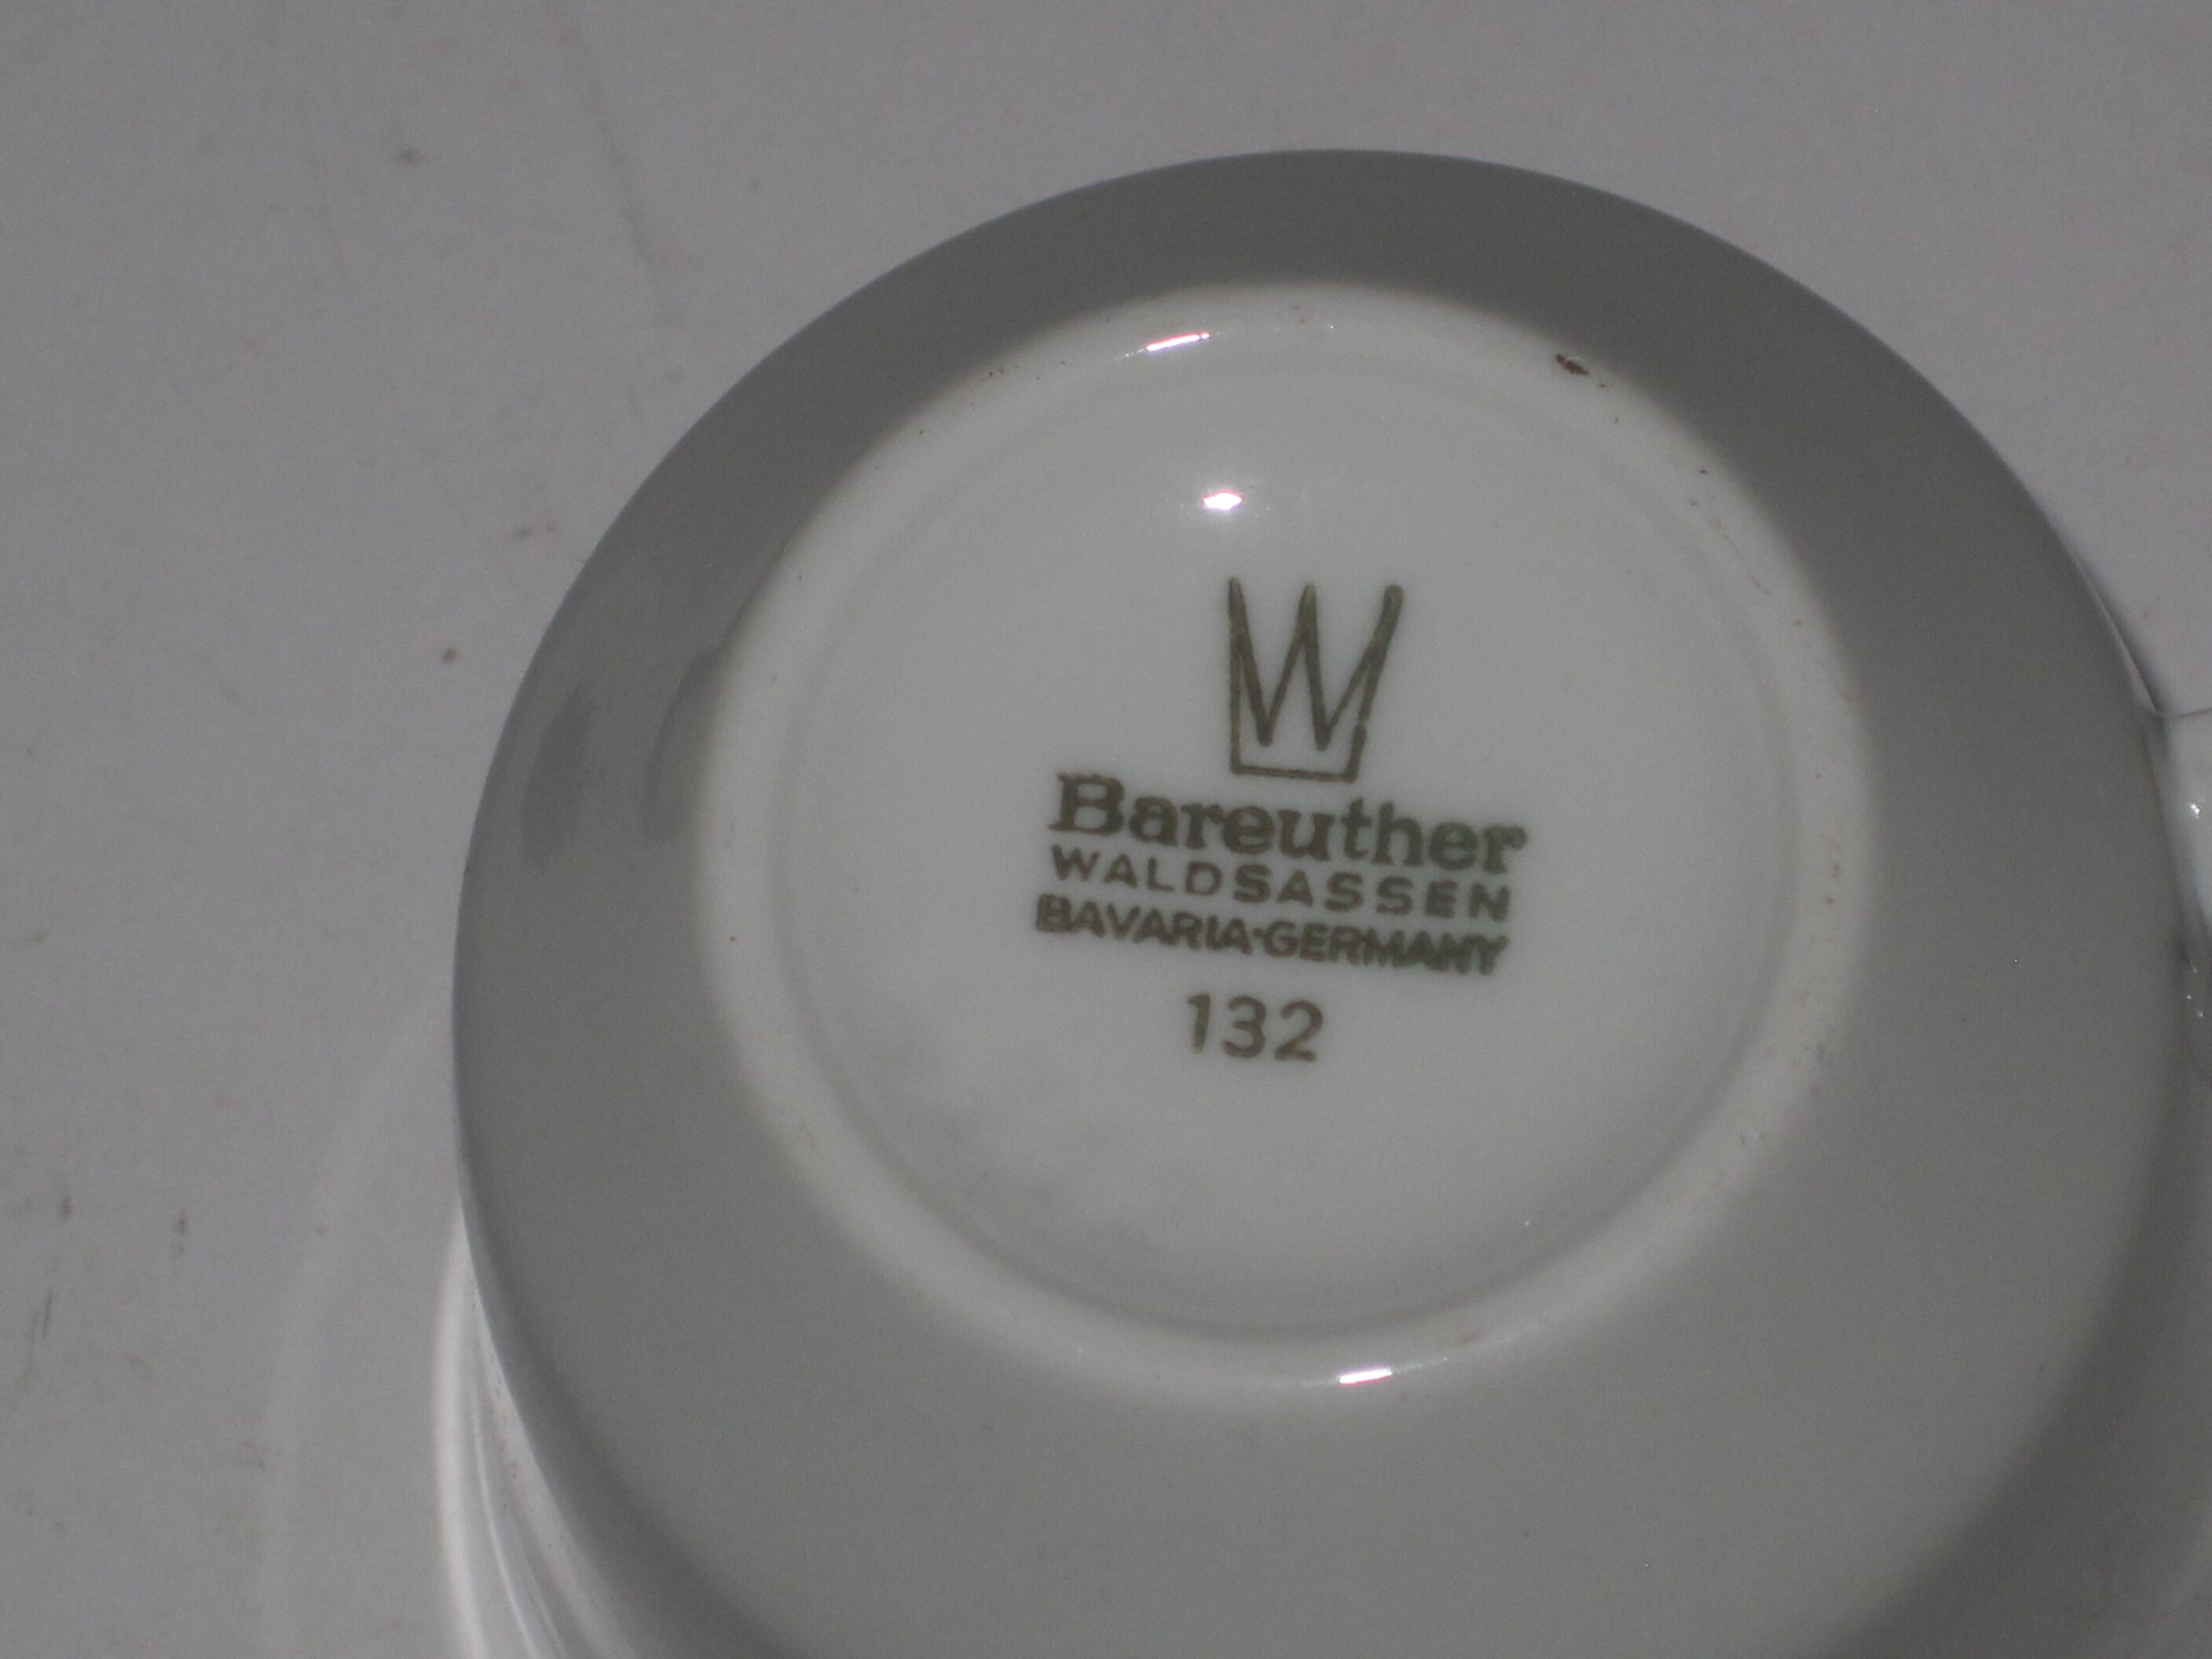 W
Bareuther
WALDSASSEN
BAVARIA·GERMANY
132